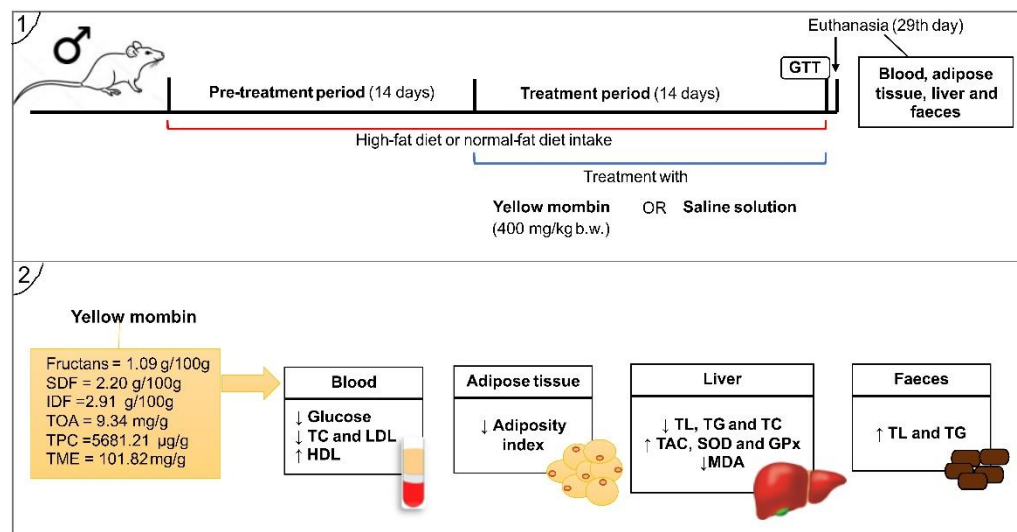 1
Euthanasia (29th day)
GTT
Blood, adipose
tissue, liver and
faeces
Pre-treatment period (14 days)
Treatment period (14 days)
High-fat diet or normal-fat diet intake
Treatment with
Yellow mombin OR Saline solution
(400 mg/kg b.w.)
2
Yellow mombin
Fructans = 1.09 g/100g
SDF = 2.20 g/100g
IDF = 2.91 g/100g
TOA = 9.34 mg/g
TPC =5681.21 µg/g
TME = 101.82 mg/g
Blood
↓ Glucose
↓ TC and LDL
↑ HDL
Adipose tissue
↓ Adiposity
index
Liver
↓ TL, TG and TC
↑ TAC, SOD and GPx
↓MDA
Faeces
↑ TL and TG